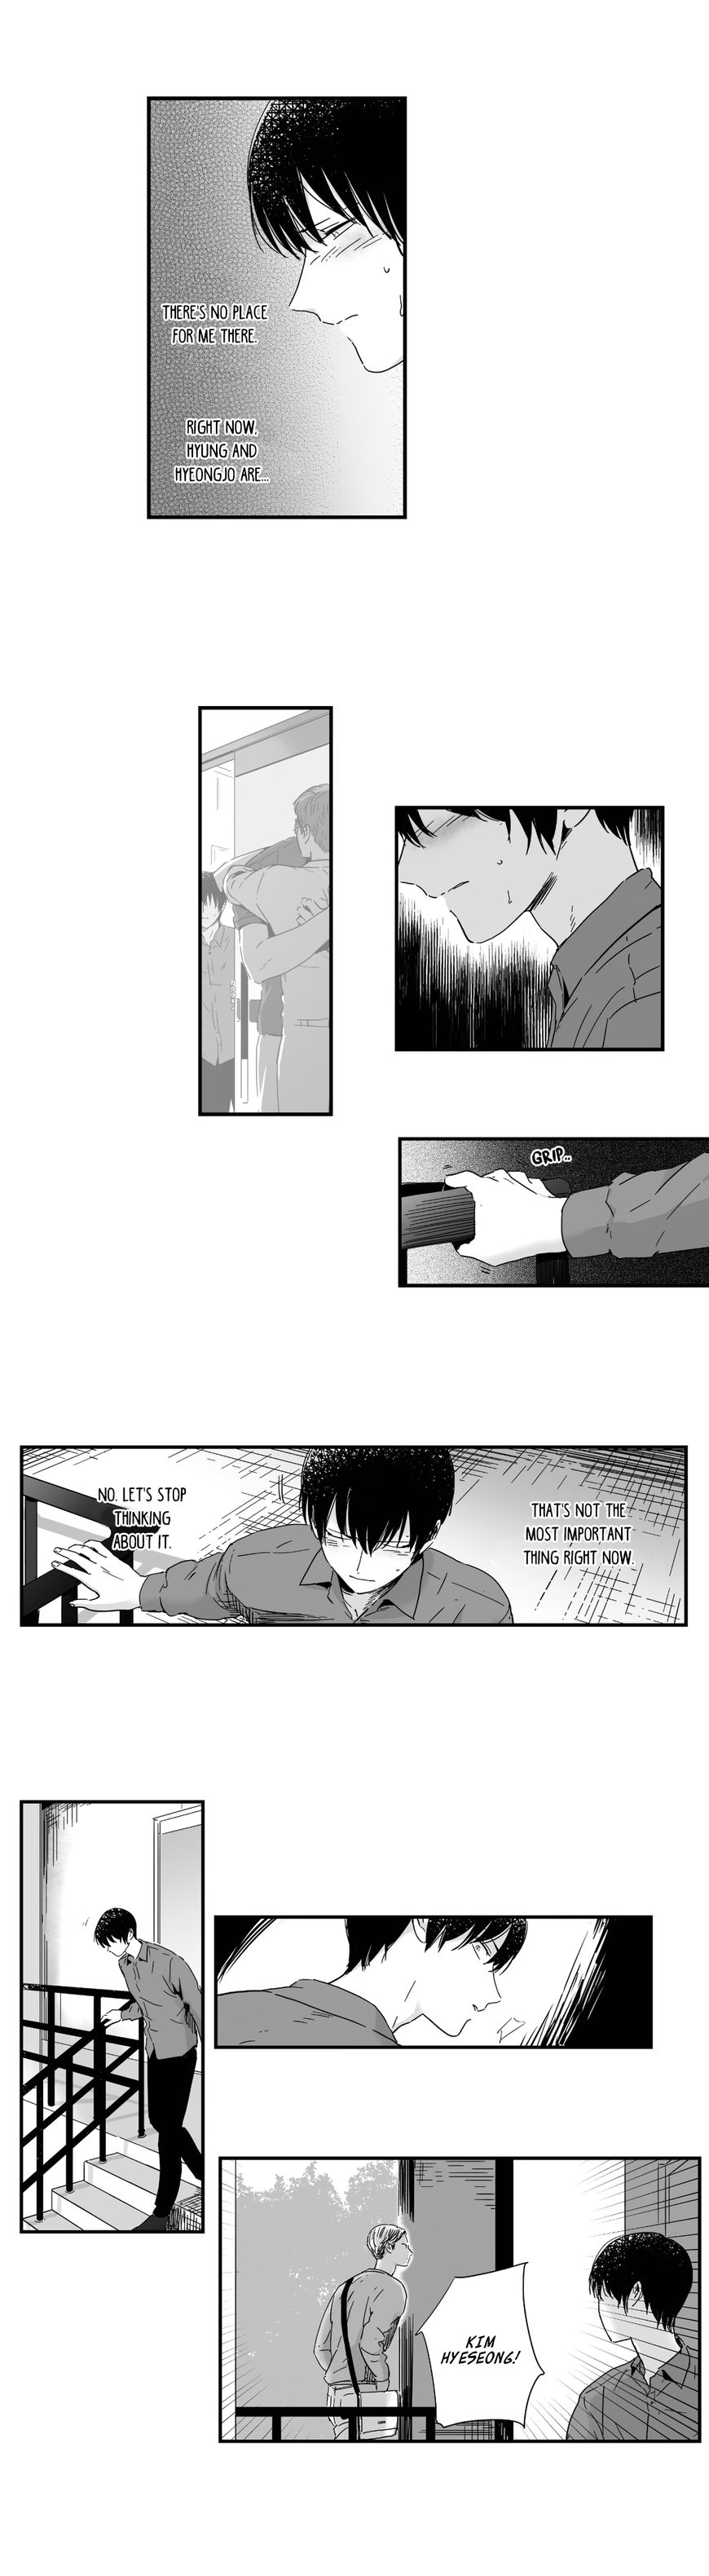 THERE'S NO PLACE
FOR ME THERE.
RIGHT NOW,
HYUNG AND
HYEONGJO ARE...
GRIP..
NO. LET'S STOP
THINKING
ABOUT IT.
THAT'S NOT THE
MOST IMPORTANT
THING RIGHT NOW.
KIM
HYESEONG!